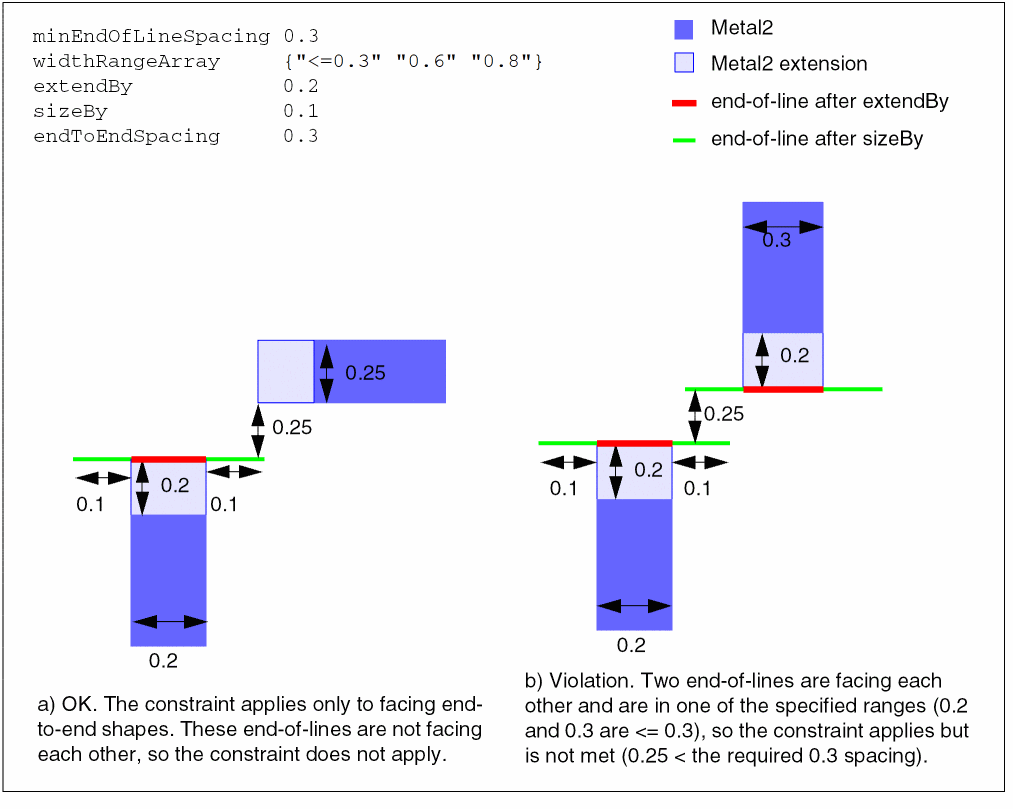 minEndOfLineSpacing 0.3
widthRangeArray {"<=0.3" "0.6" "0.8"}
extendBy 0.2
sizeBy 0.1
endToEndSpacing 0.3
Metal2
Metal2 extension
end-of-line after extendBy
end-of-line after sizeBy
0.25
0.25
0.2
0.1
0.1
0.2
0.3
0.2
0.25
0.2
0.1
0.1
0.2
a) OK. The constraint applies only to facing end-
to-end shapes. These end-of-lines are not facing
each other, so the constraint does not apply.
b) Violation. Two end-of-lines are facing each
other and are in one of the specified ranges (0.2
and 0.3 are <= 0.3), so the constraint applies but
is not met (0.25 < the required 0.3 spacing).